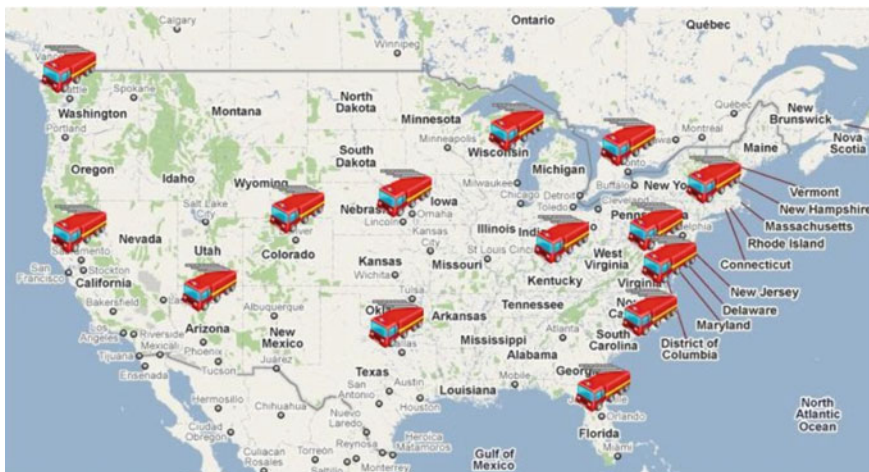 Ontario
Québec
Calgary
Winnipeg
Spokane
Washington
Portland
Montana
North
Dakota
Minnesota
Minneapolis
Québec
Montréal
New
Brunswick
Nova
Scotia
Maine
Oregon
Idaho
Wyoming
South
Dakota
Wisconsin
Michigan
Milwaukee
Chicago
Detroit
Toledo
Buffalo
Cleveland
Vermont
New Hampshire
Massachusetts
Rhode Island
Connecticut
Salt Lake
City
Iowa
Omaha
Lincoln
Nevada
Utah
Colorado
Illinois
Kansas
City
Kansas
Wichita
Missouri
St Louis
West
Virginia
Kentucky
New Jersey
Delaware
Maryland
District of
Columbia
San
Francisco
Stockton
California
Bakersfield
Los
Angeles
Riverside
Mexicali
Tijuana
Ensenada
Arizona
Phoenix
Tucson
Albuquerque
New
Mexico
Juárez
Tulsa
Arkansas
Tennessee
Dallas
Texas
Mississippi
Alabama
Atlanta
South
Carolina
Austin
San
Antonio
Houston
Louisiana
Mobile
Orlando
Florida
Miami
North
Atlantic
Ocean
Gulf of
Mexico
Hermosillo
Chihuahua
Ciudad
Obregon
Culiacan
Rosales
Torreón
Saltillo
Nuevo
Laredo
Reynosa
Monterrey
Heroica
Matamoros